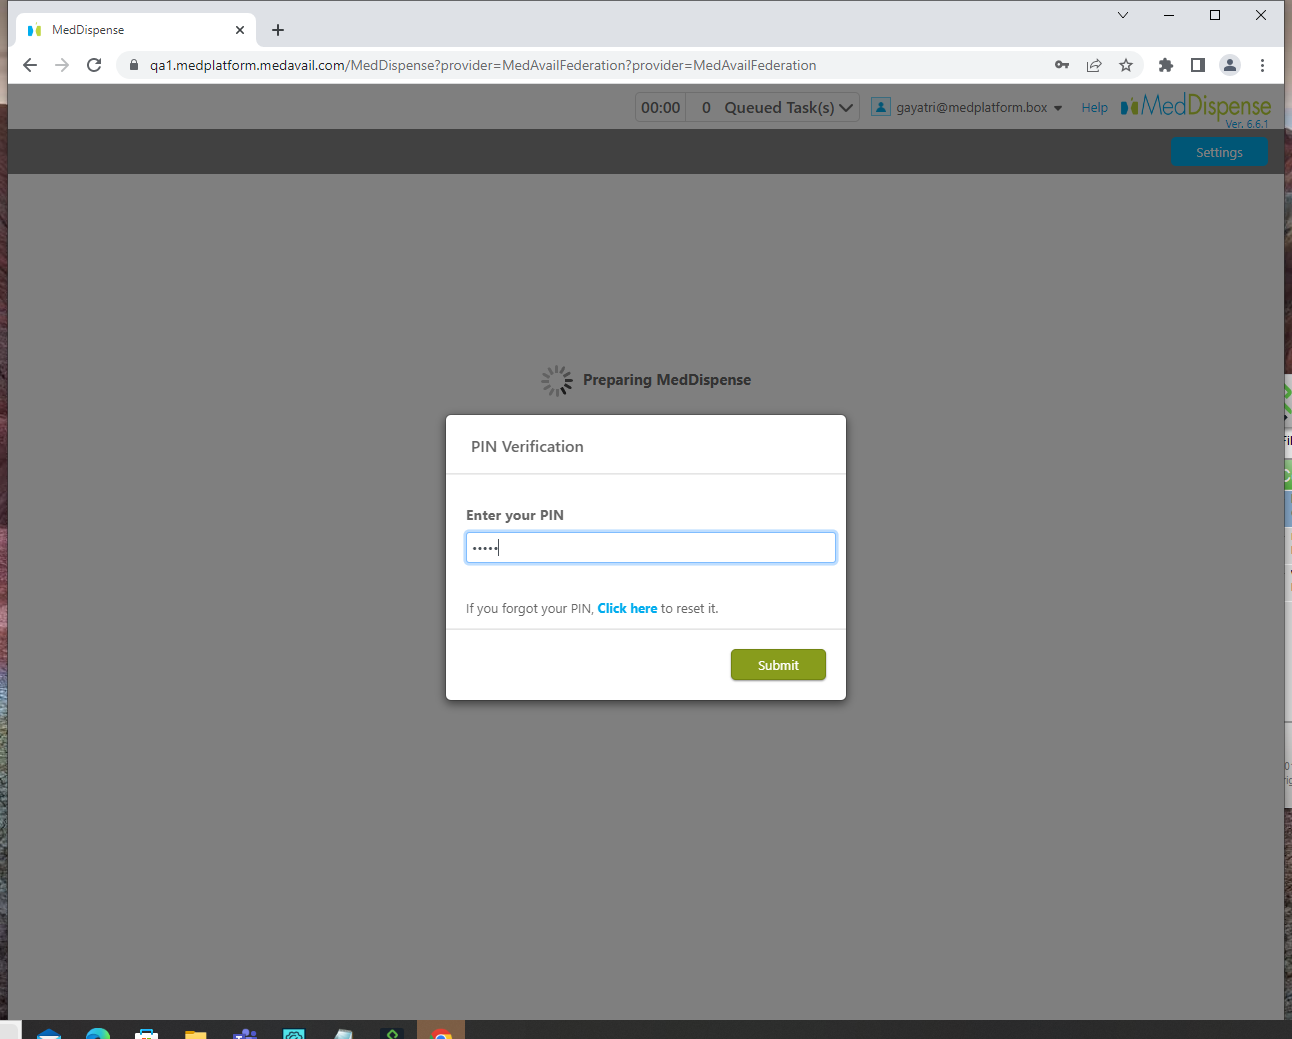 MedDispense
qa1.medplatform.medavail.com/MedDispense?provider=MedAvailFederation?provider=MedAvailFederation
00:00 0 Queued Task(s) gayatri@medplatform.box Help MedDispense
Ver. 6.6.1
Settings
Preparing MedDispense
PIN Verification
Enter your PIN
•••••
If you forgot your PIN, Click here to reset it.
Submit